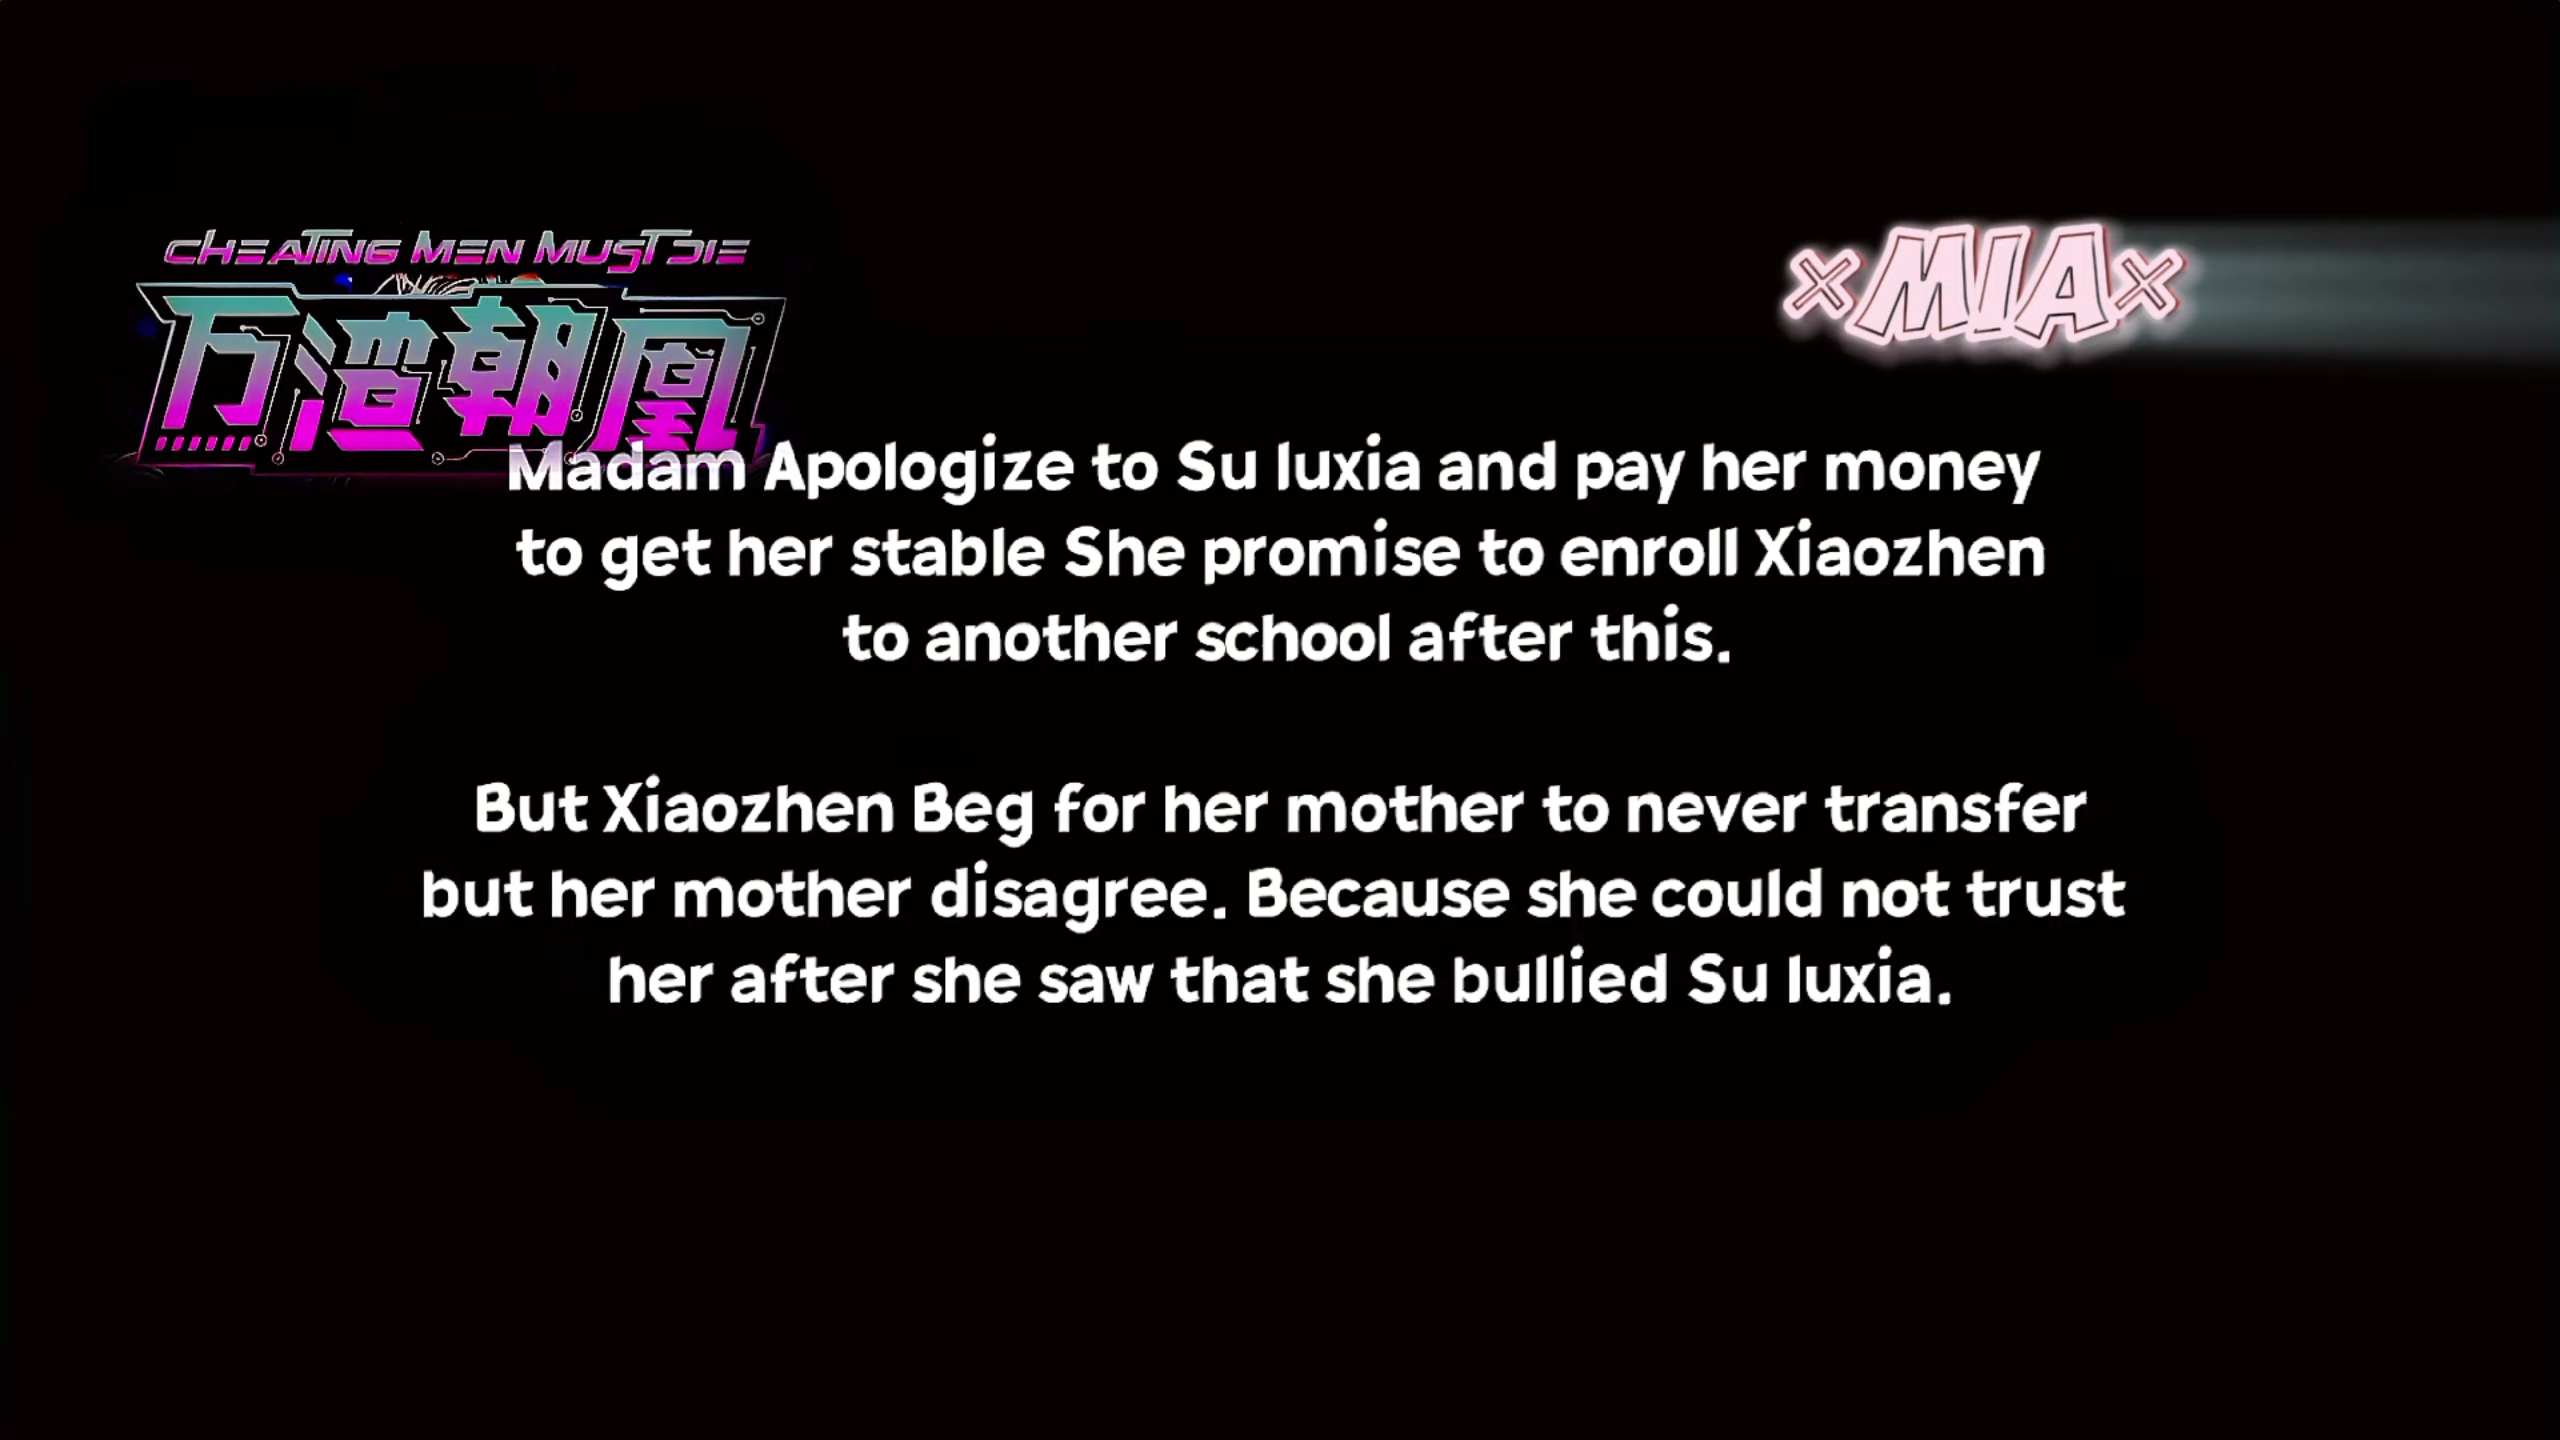 CHEATING MEN MUST DIE
万渣朝凰
×MIA×
Madam Apologize to Su luxia and pay her money
to get her stable She promise to enroll Xiaozhen
to another school after this.
But Xiaozhen Beg for her mother to never transfer
but her mother disagree. Because she could not trust
her after she saw that she bullied Su luxia.